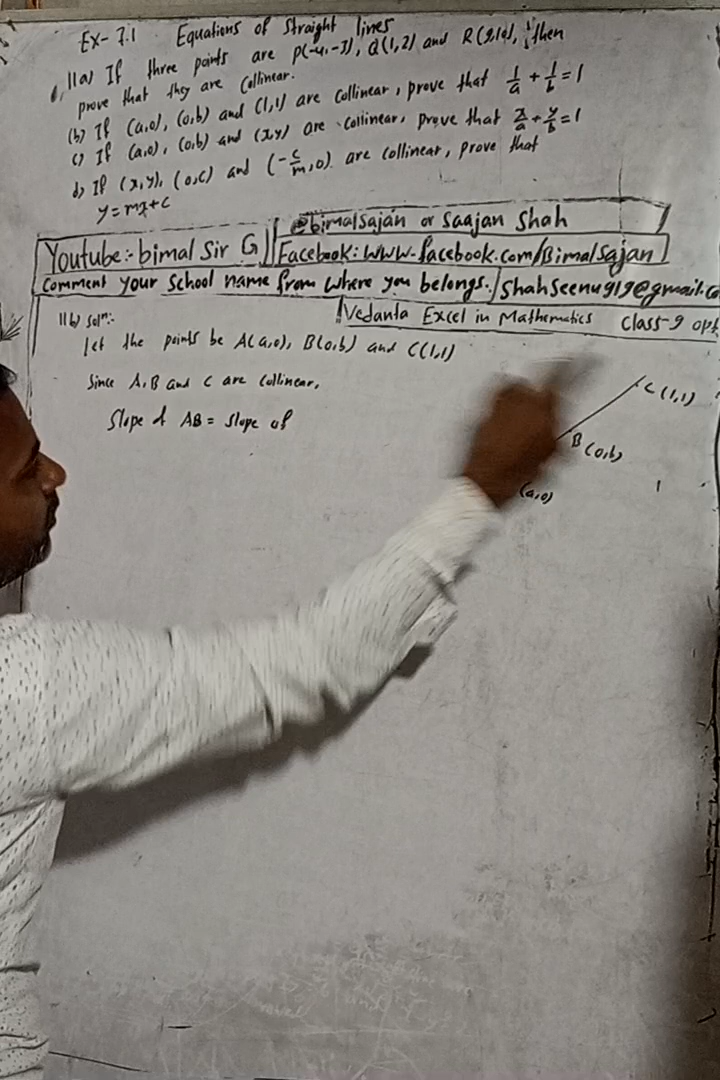 Ex- 7.1 Equations of Straight lines
11a) If three points are P(-4,-3), Q(1,2) and R( then
prove that they are Collinear.
(b) If (a,0), (0,b) and (1,1) are Collinear, prove that 1/a + 1/b = 1
c) If (a,0), (0,b) and (x,y) are collinear, prove that x/a + y/b = 1
d) If (x,y), (0,c) and (-c/m,0) are collinear, prove that
y=mx+c
@bimalsajan or Saajan Shah
Youtube:- bimal Sir G Facebook: www.facebook.com/Bimalsajan
Comment your School name from where you belongs. Shahseenu919@gmail.co
Vedanta Excel in Mathematics Class-9 opt
11b) Soln:-
let the points be A(a,0), B(0,b) and C(1,1)
Since A,B and C are Collinear,
Slope of AB = Slope of
C(1,1)
B(0,b)
(a,0)